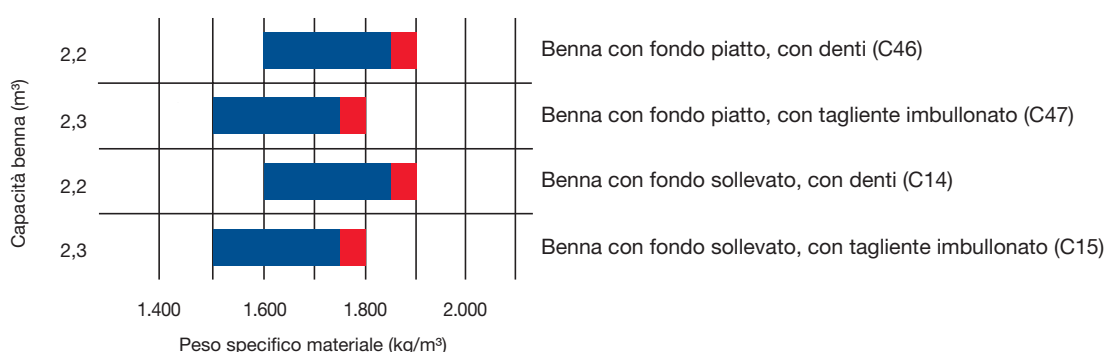 Capacità benna (m³)
2,2 Benna con fondo piatto, con denti (C46)
2,3 Benna con fondo piatto, con tagliente imbullonato (C47)
2,2 Benna con fondo sollevato, con denti (C14)
2,3 Benna con fondo sollevato, con tagliente imbullonato (C15)
1.400 1.600 1.800 2.000
Peso specifico materiale (kg/m³)